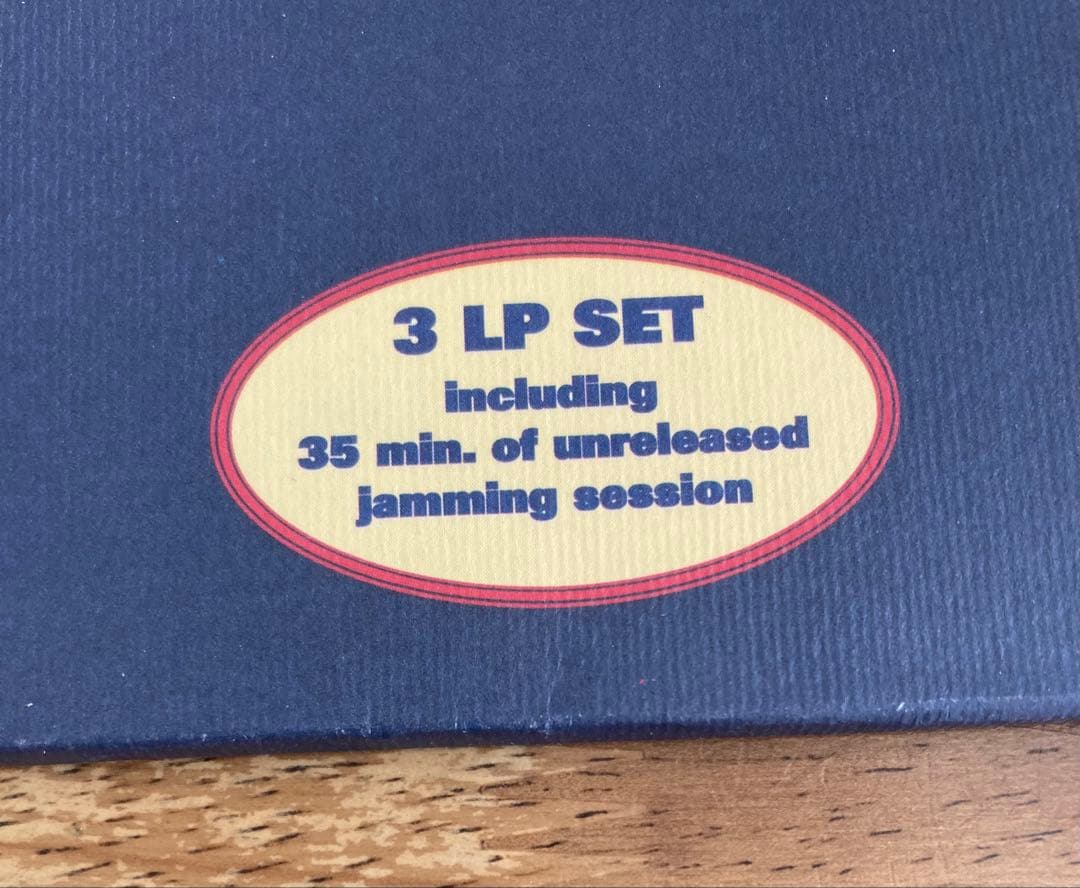 3 LP SET
including
35 min. of unreleased
jamming session